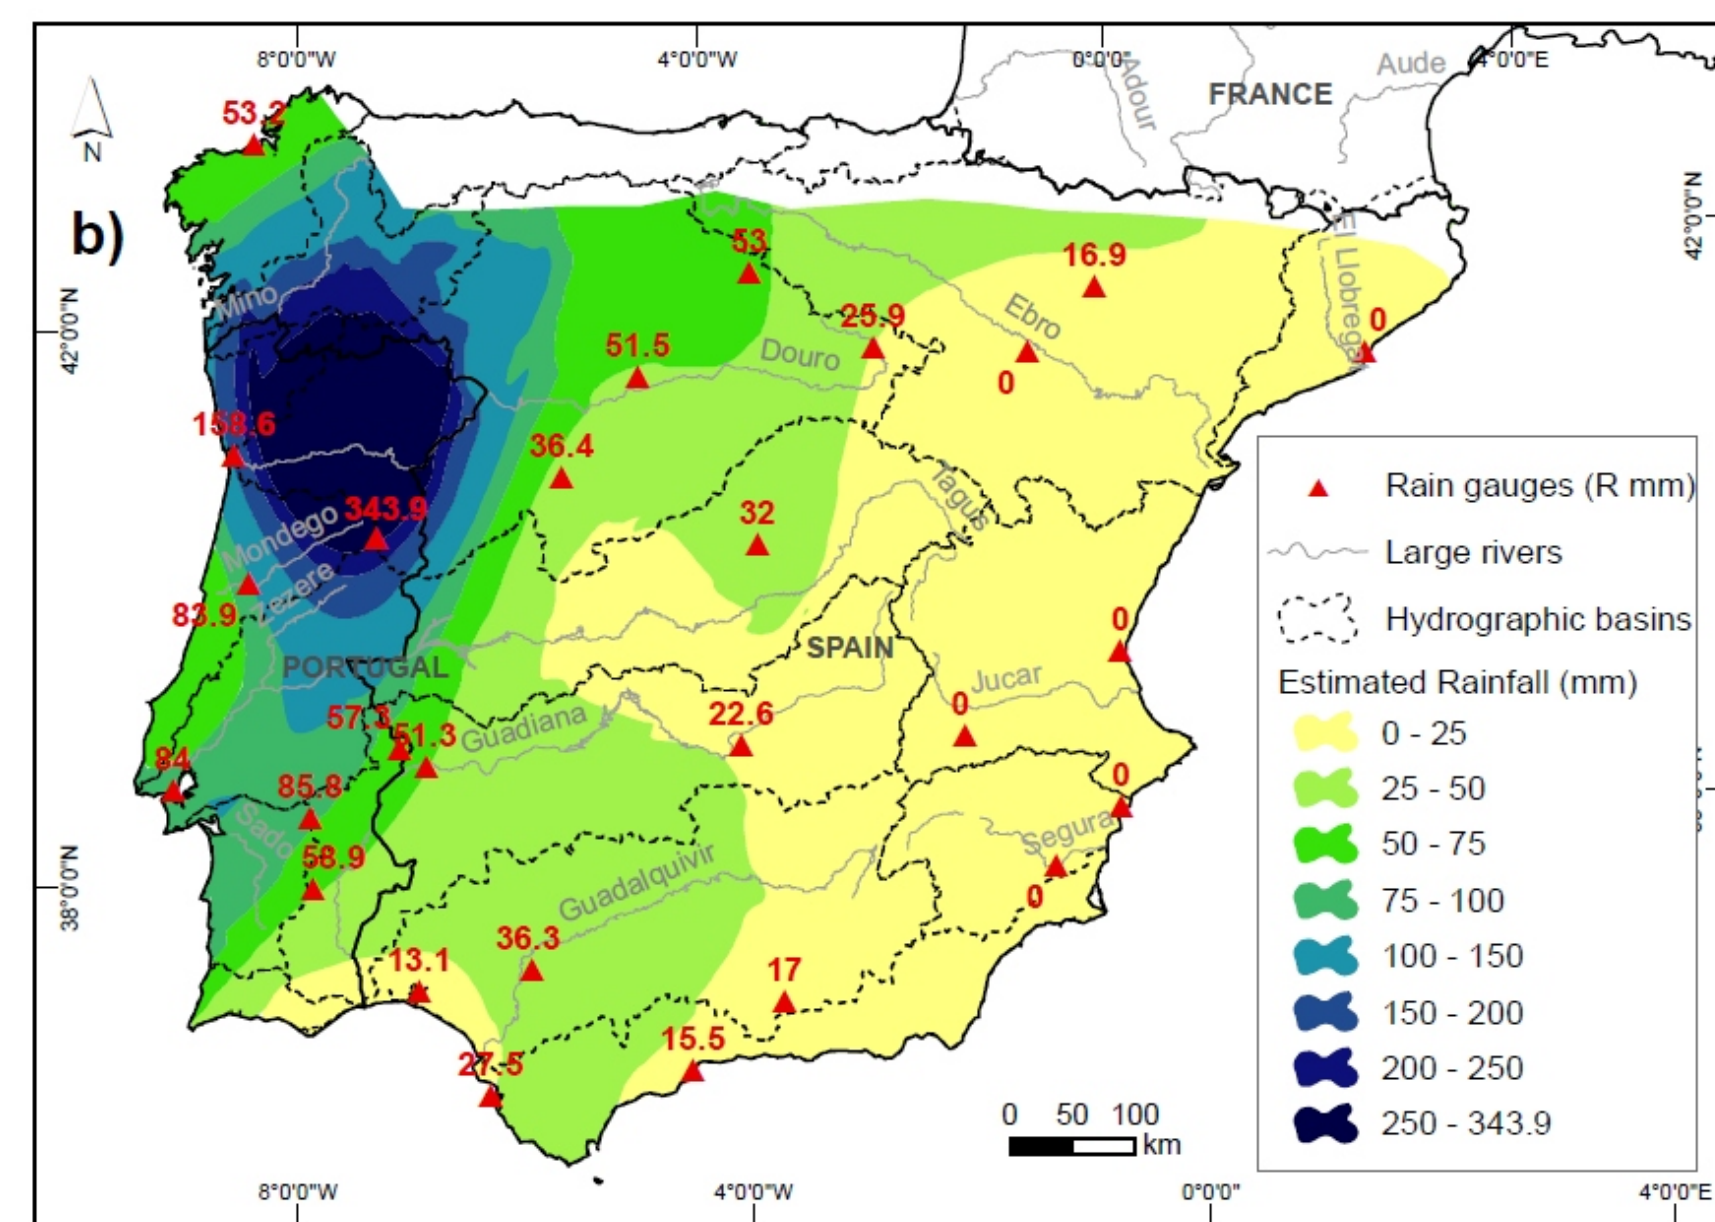 8°0'0"W
4°0'0"W
0°0'0"
4°0'0"E
Adour
FRANCE
Aude
53.2
N
b)
42°0'0"N
El Llobregat
53
16.9
Mino
42°0'0"N
25.9
Ebro
0
51.5
Douro
0
158.6
36.4
Tagus
343.9
32
Mondego
Zezere
83.9
0
SPAIN
PORTUGAL
Jucar
57.3
51.3
Guadiana
22.6
0
84
85.8
0
Sado
Segura
58.9
Guadalquivir
0
38°0'0"N
36.3
13.1
17
15.5
27.5
Rain gauges (R mm)
Large rivers
Hydrographic basins
Estimated Rainfall (mm)
0 - 25
25 - 50
50 - 75
75 - 100
100 - 150
150 - 200
200 - 250
250 - 343.9
0 50 100
km
8°0'0"W
4°0'0"W
0°0'0"
4°0'0"E